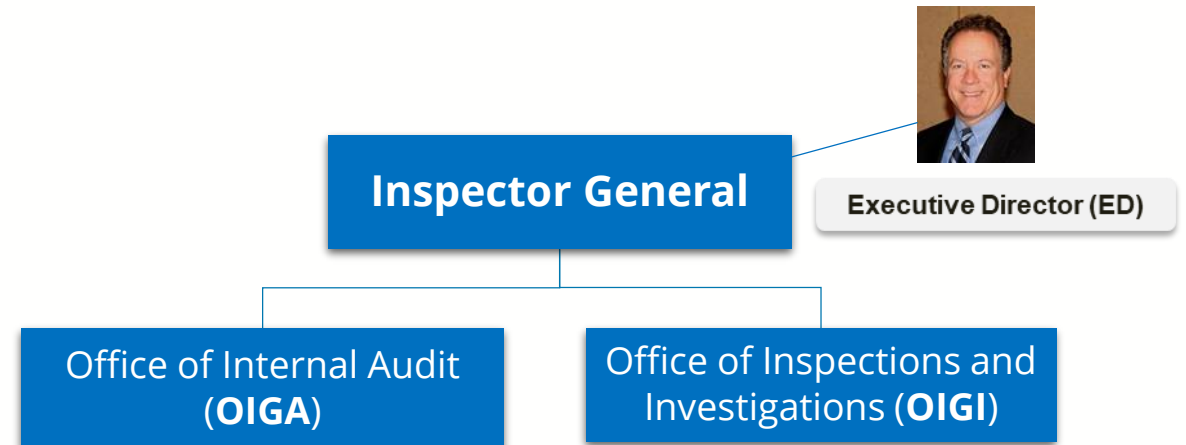 Inspector General
Executive Director (ED)
Office of Internal Audit
(OIGA)
Office of Inspections and
Investigations (OIGI)